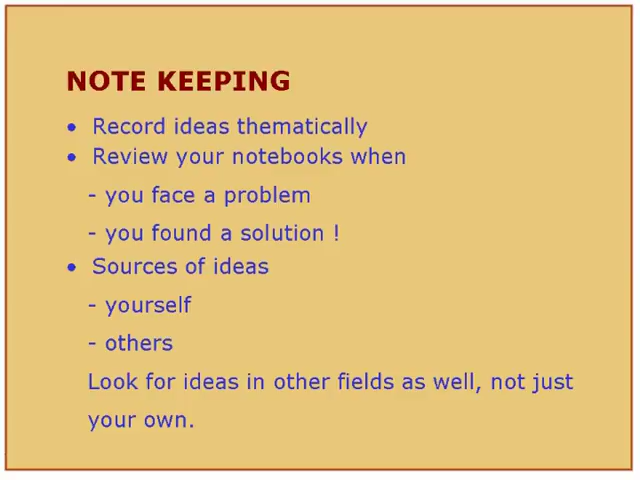 NOTE KEEPING
• Record ideas thematically
• Review your notebooks when
- you face a problem
- you found a solution !
• Sources of ideas
- yourself
- others
Look for ideas in other fields as well, not just
your own.